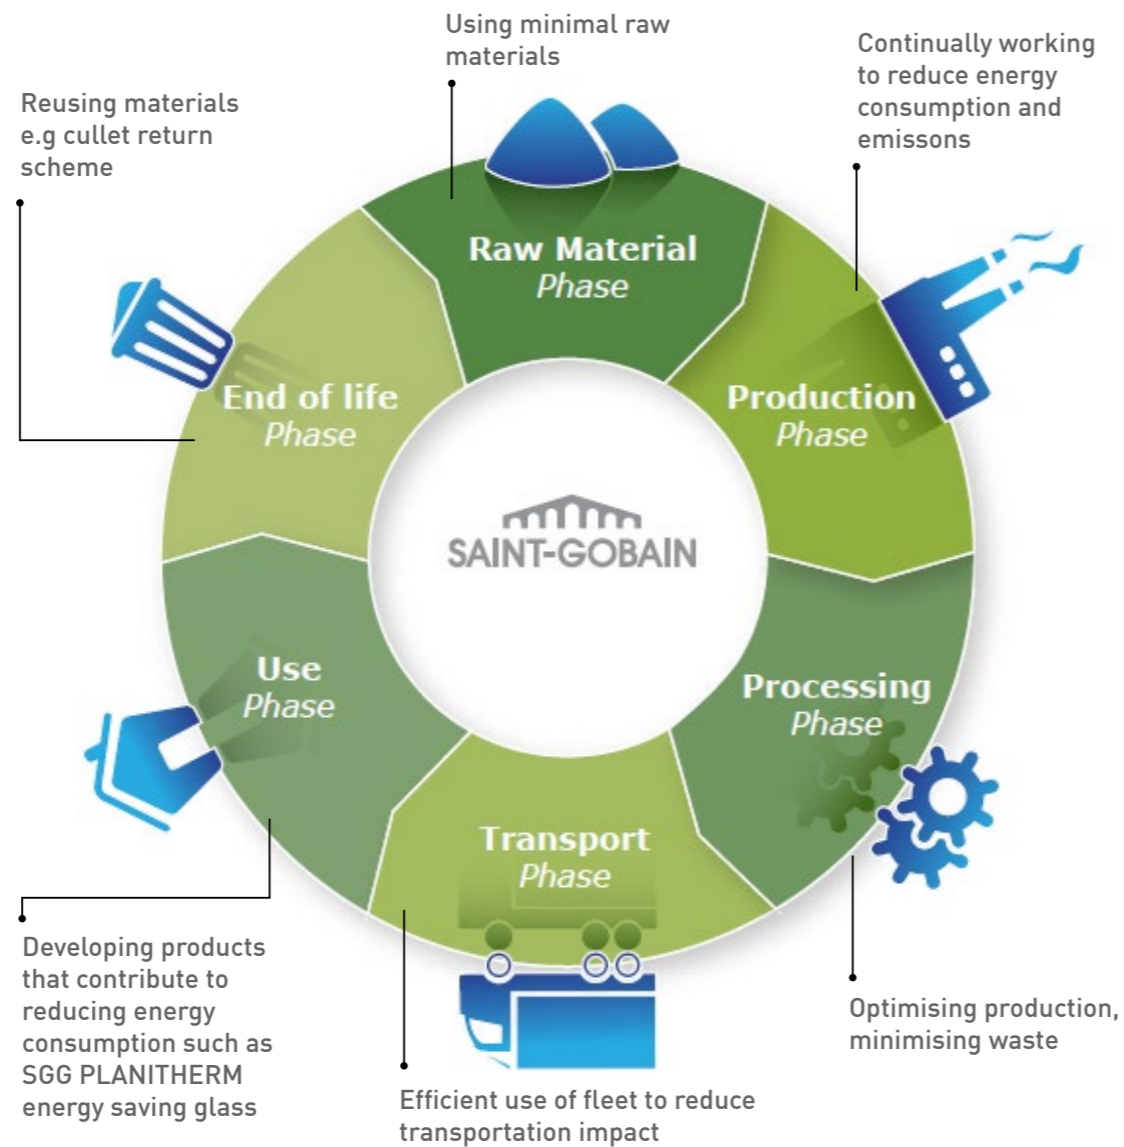 Using minimal raw
materials
Continually working
to reduce energy
consumption and
emissons
Reusing materials
e.g cullet return
scheme
Raw Material
Phase
Production
Phase
End of life
Phase
SAINT-GOBAIN
Use
Phase
Processing
Phase
Transport
Phase
Developing products
that contribute to
reducing energy
consumption such as
SGG PLANITHERM
energy saving glass
Optimising production,
minimising waste
Efficient use of fleet to reduce
transportation impact